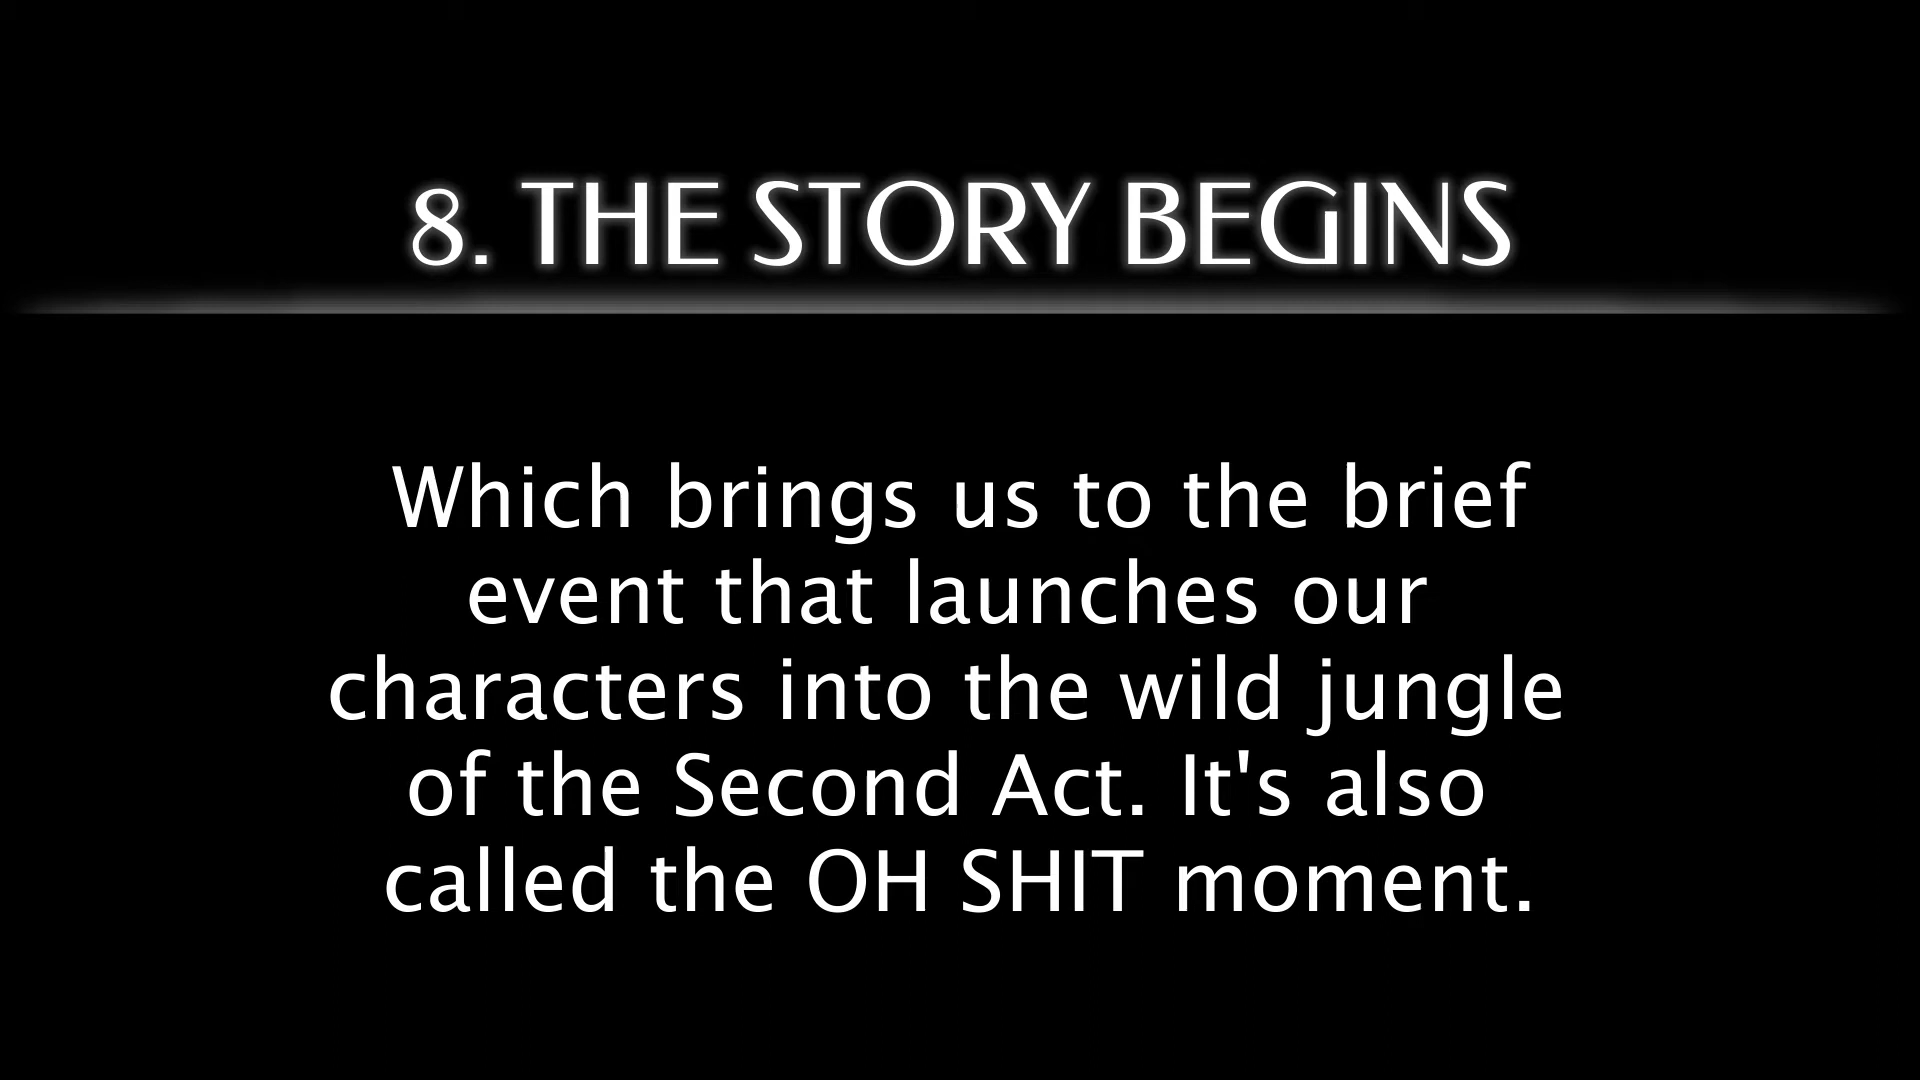 8. THE STORY BEGINS
Which brings us to the brief
event that launches our
characters into the wild jungle
of the Second Act. It's also
called the OH SHIT moment.